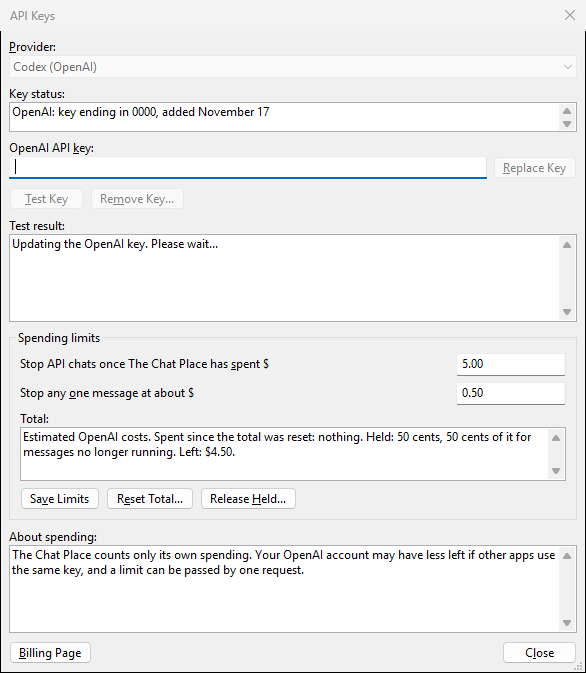 API Keys
Provider:
Codex (OpenAI)
Key status:
OpenAI: key ending in 0000, added November 17
OpenAI API key:
Replace Key
Test Key
Remove Key...
Test result:
Updating the OpenAI key. Please wait...
Spending limits
Stop API chats once The Chat Place has spent $
5.00
Stop any one message at about $
0.50
Total:
Estimated OpenAI costs. Spent since the total was reset: nothing. Held: 50 cents, 50 cents of it for
messages no longer running. Left: $4.50.
Save Limits
Reset Total...
Release Held...
About spending:
The Chat Place counts only its own spending. Your OpenAI account may have less left if other apps use
the same key, and a limit can be passed by one request.
Billing Page
Close